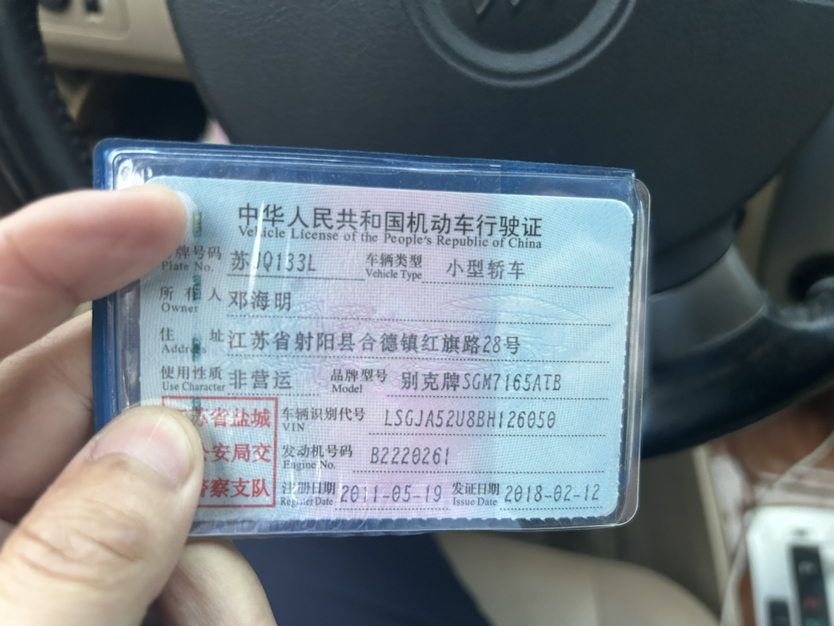 中华人民共和国机动车行驶证
Vehicle License of the People's Republic of China
牌号码 苏JQ133L 车辆类型 小型轿车
Plate No. Vehicle Type
所有人 邓海明
Owner
住 址 江苏省射阳县合德镇红旗路28号
Address
使用性质 非营运 品牌型号 别克牌SGM7165ATB
Use Character Model
苏省盐城 车辆识别代号 LSGJA52U8BH126050
VIN
安局交 发动机号码 B2220261
Engine No.
警察支队 注册日期 2011-05-19 发证日期 2018-02-12
Register Date Issue Date